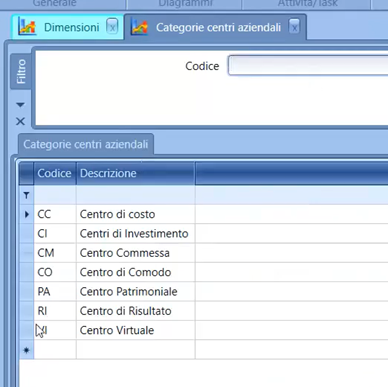 Generale Diagrammi Attività/Task
Dimensioni Categorie centri aziendali
Filtro
Codice
Categorie centri aziendali
Codice Descrizione
CC Centro di costo
CI Centri di Investimento
CM Centro Commessa
CO Centro di Comodo
PA Centro Patrimoniale
RI Centro di Risultato
Centro Virtuale